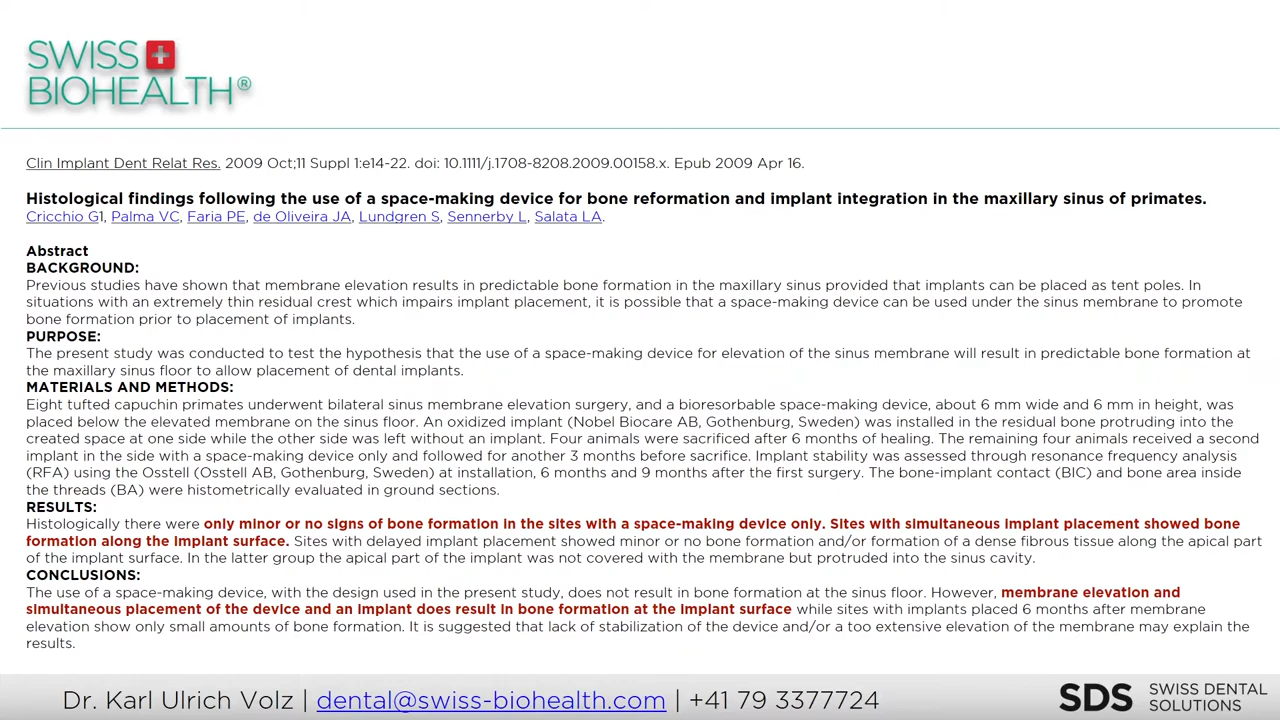 SWISS
BIOHEALTH®
Clin Implant Dent Relat Res. 2009 Oct;11 Suppl 1:e14-22. doi: 10.1111/j.1708-8208.2009.00158.x. Epub 2009 Apr 16.
Histological findings following the use of a space-making device for bone reformation and implant integration in the maxillary sinus of primates.
Cricchio G1, Palma VC, Faria PE, de Oliveira JA, Lundgren S, Sennerby L, Salata LA.
Abstract
BACKGROUND:
Previous studies have shown that membrane elevation results in predictable bone formation in the maxillary sinus provided that implants can be placed as tent poles. In
situations with an extremely thin residual crest which impairs implant placement, it is possible that a space-making device can be used under the sinus membrane to promote
bone formation prior to placement of implants.
PURPOSE:
The present study was conducted to test the hypothesis that the use of a space-making device for elevation of the sinus membrane will result in predictable bone formation at
the maxillary sinus floor to allow placement of dental implants.
MATERIALS AND METHODS:
Eight tufted capuchin primates underwent bilateral sinus membrane elevation surgery, and a bioresorbable space-making device, about 6 mm wide and 6 mm in height, was
placed below the elevated membrane on the sinus floor. An oxidized implant (Nobel Biocare AB, Gothenburg, Sweden) was installed in the residual bone protruding into the
created space at one side while the other side was left without an implant. Four animals were sacrificed after 6 months of healing. The remaining four animals received a second
implant in the side with a space-making device only and followed for another 3 months before sacrifice. Implant stability was assessed through resonance frequency analysis
(RFA) using the Osstell (Osstell AB, Gothenburg, Sweden) at installation, 6 months and 9 months after the first surgery. The bone-implant contact (BIC) and bone area inside
the threads (BA) were histometrically evaluated in ground sections.
RESULTS:
Histologically there were only minor or no signs of bone formation in the sites with a space-making device only. Sites with simultaneous implant placement showed bone
formation along the implant surface. Sites with delayed implant placement showed minor or no bone formation and/or formation of a dense fibrous tissue along the apical part
of the implant surface. In the latter group the apical part of the implant was not covered with the membrane but protruded into the sinus cavity.
CONCLUSIONS:
The use of a space-making device, with the design used in the present study, does not result in bone formation at the sinus floor. However, membrane elevation and
simultaneous placement of the device and an implant does result in bone formation at the implant surface while sites with implants placed 6 months after membrane
elevation show only small amounts of bone formation. It is suggested that lack of stabilization of the device and/or a too extensive elevation of the membrane may explain the
results.
Dr. Karl Ulrich Volz | dental@swiss-biohealth.com | +41 79 3377724
SDS SWISS DENTAL
SOLUTIONS